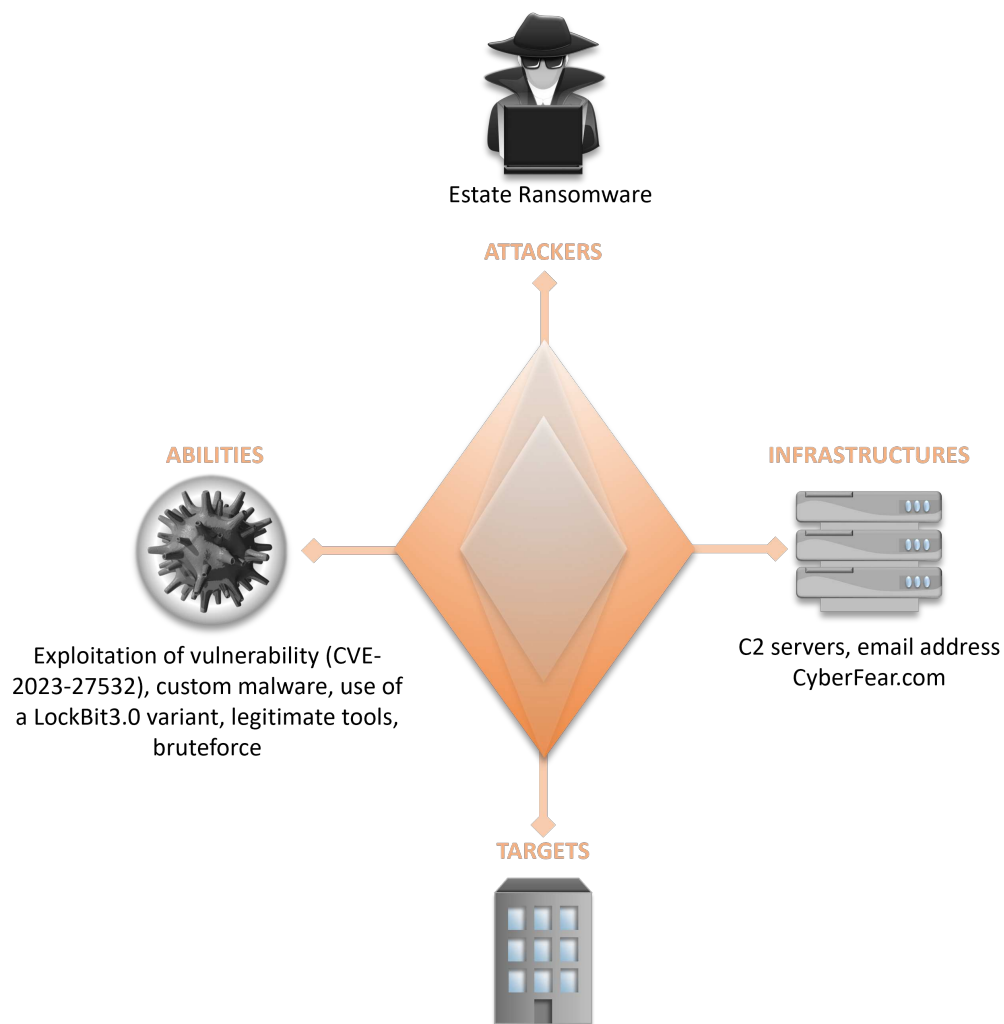 Estate Ransomware
ATTACKERS
ABILITIES
Exploitation of vulnerability (CVE-
2023-27532), custom malware, use of
a LockBit3.0 variant, legitimate tools,
bruteforce
INFRASTRUCTURES
C2 servers, email address
CyberFear.com
TARGETS